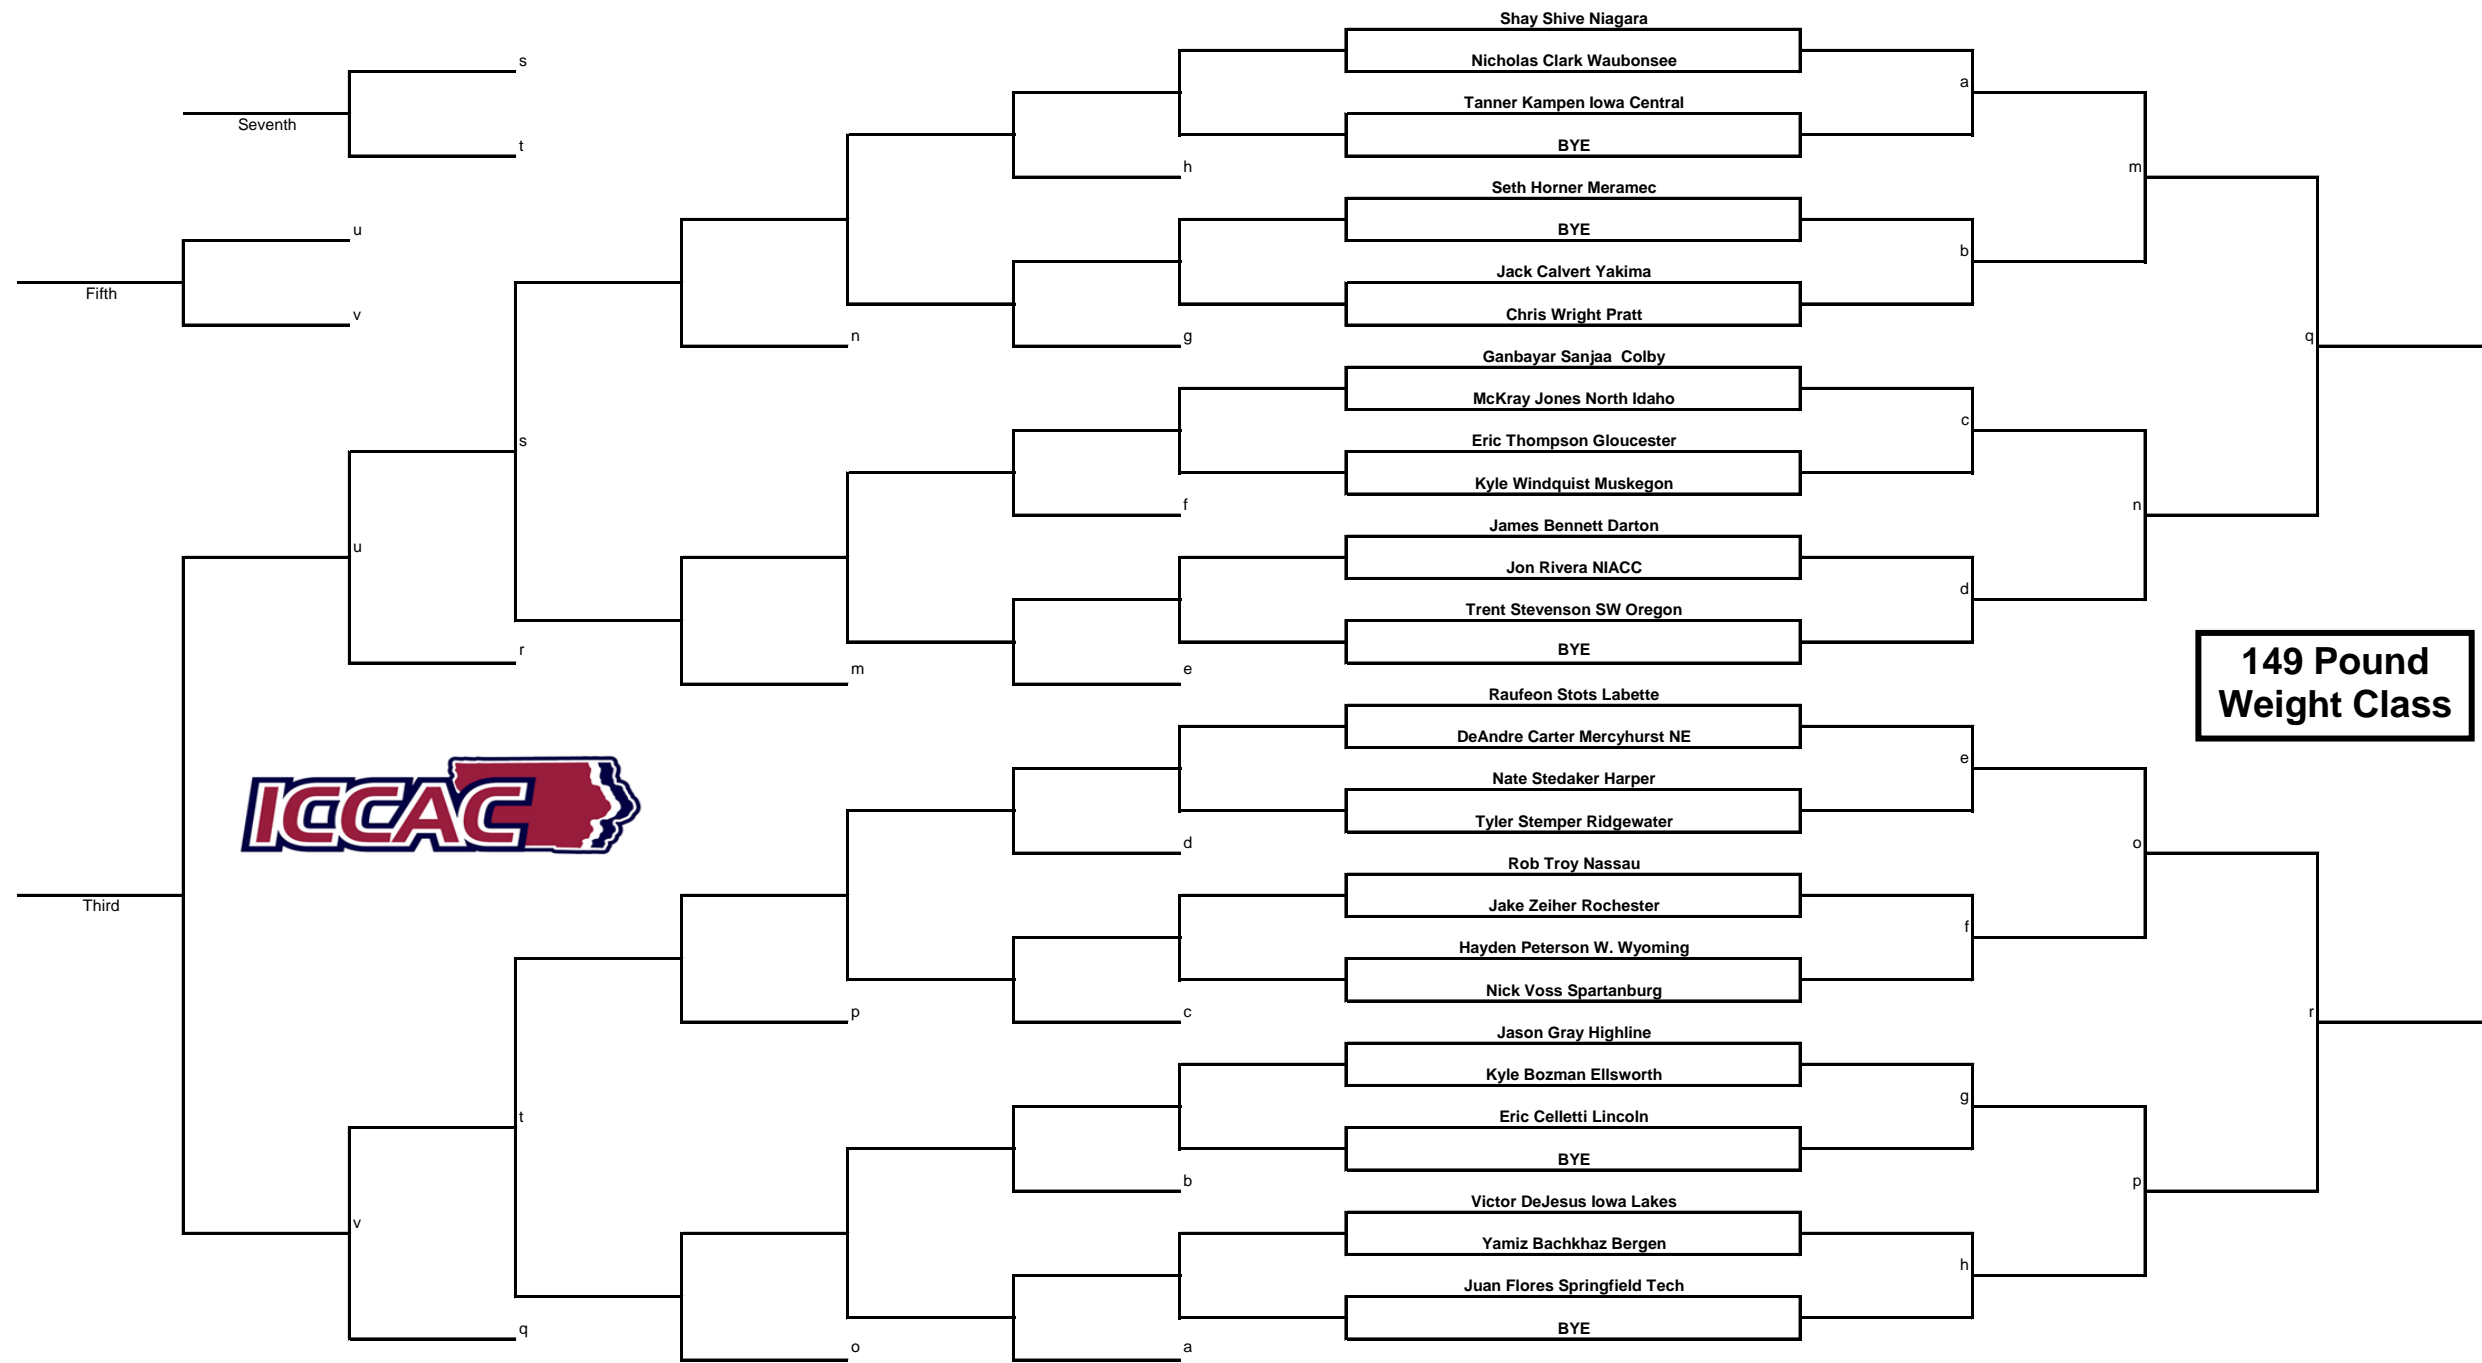 Shay Shive Niagara
s
Nicholas Clark Waubonsee
a
Tanner Kampen Iowa Central
Seventh
t
BYE
h
m
Seth Horner Meramec
u
BYE
b
Jack Calvert Yakima
Fifth
v
Chris Wright Pratt
n
g
q
Ganbayar Sanjaa  Colby
McKray Jones North Idaho
c
s
Eric Thompson Gloucester
Kyle Windquist Muskegon
f
n
James Bennett Darton
u
Jon Rivera NIACC
d
Trent Stevenson SW Oregon
r
BYE
m
e
149 Pound
Weight Class
Raufeon Stots Labette
DeAndre Carter Mercyhurst NE
e
Nate Stedaker Harper
ICCAC
Tyler Stemper Ridgewater
d
o
Rob Troy Nassau
Third
Jake Zeiher Rochester
f
Hayden Peterson W. Wyoming
Nick Voss Spartanburg
p
c
r
Jason Gray Highline
Kyle Bozman Ellsworth
g
t
Eric Celletti Lincoln
BYE
b
p
Victor DeJesus Iowa Lakes
v
Yamiz Bachkhaz Bergen
h
Juan Flores Springfield Tech
q
BYE
o
a